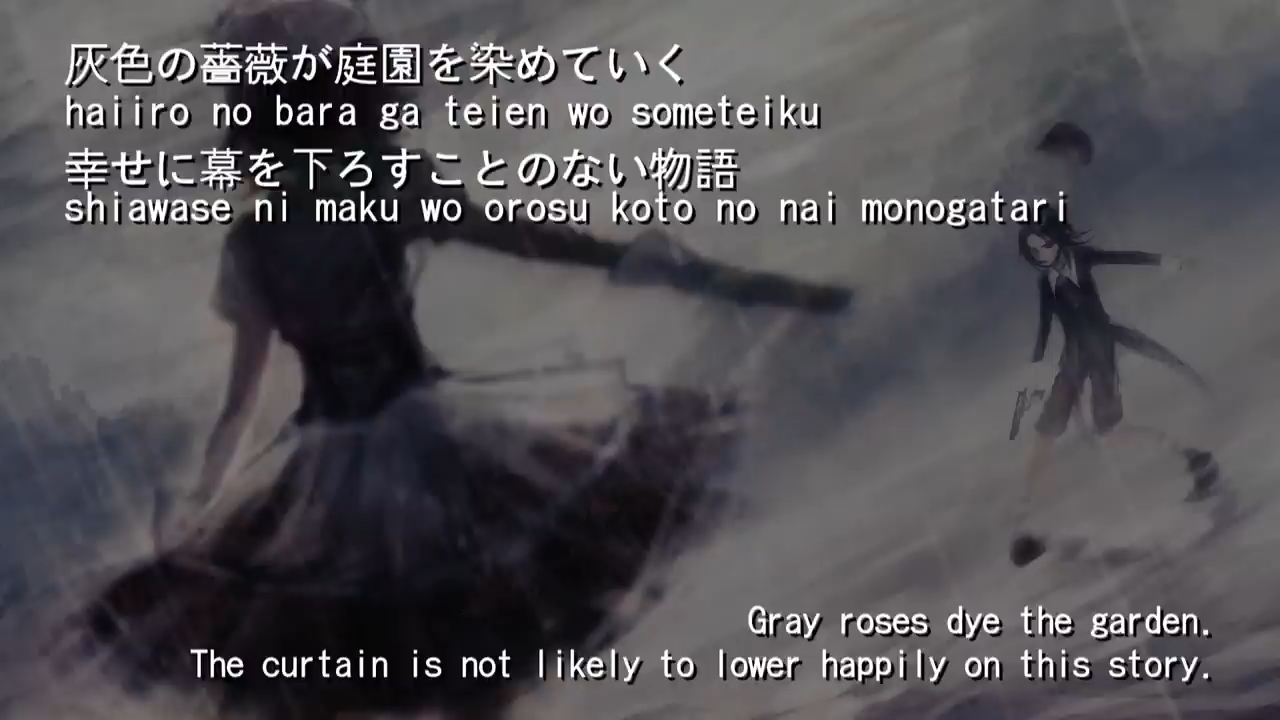 灰色の薔薇が庭園を染めていく
haiiro no bara ga teien wo someteiku
幸せに幕を下ろすことのない物語
shiawase ni maku wo orosu koto no nai monogatari
Gray roses dye the garden.
The curtain is not likely to lower happily on this story.